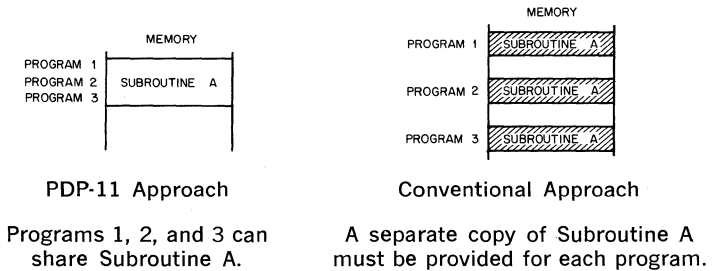 MEMORY
PROGRAM 1
PROGRAM 2
PROGRAM 3
SUBROUTINE A
PDP-11 Approach
Programs 1, 2, and 3 can
share Subroutine A.
MEMORY
PROGRAM 1
SUBROUTINE A
PROGRAM 2
SUBROUTINE A
PROGRAM 3
SUBROUTINE A
Conventional Approach
A separate copy of Subroutine A
must be provided for each program.